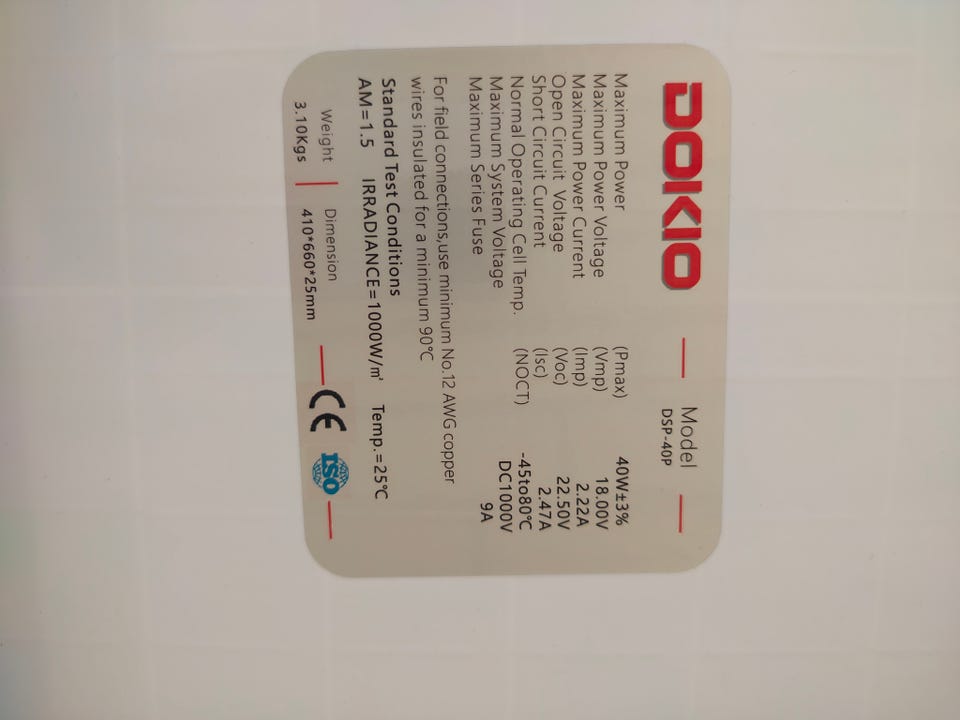 DOKIO
Model
DSP-40P
Maximum Power (Pmax) 40W±3%
Maximum Power Voltage (Vmp) 18.00V
Maximum Power Current (Imp) 2.22A
Open Circuit Voltage (Voc) 22.50V
Short Circuit Current (Isc) 2.47A
Normal Operating Cell Temp. (NOCT) -45to80℃
Maximum System Voltage DC1000V
Maximum Series Fuse 9A
For field connections,use minimum No.12 AWG copper
wires insulated for a minimum 90℃
Standard Test Conditions
AM=1.5 IRRADIANCE=1000W/㎡ Temp.=25℃
Weight Dimension
3.10Kgs 410*660*25mm
CE ISO